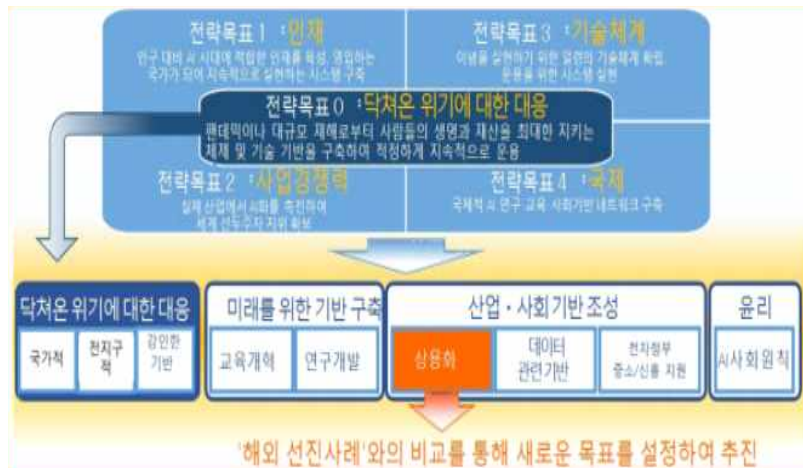 전략목표 1 : 인재
인구 대비 AI 시대에 적합한 인재를 육성, 영입하는
국가가 되어 지속적으로 실현하는 시스템 구축
전략목표 3 : 기술체계
이념을 실현하기 위한 일련의 기술체계 확립,
운용을 위한 시스템 실현
전략목표 0 : 닥쳐온 위기에 대한 대응
팬데믹이나 대규모 재해로부터 사람들의 생명과 재산을 최대한 지키는
체제 및 기술 기반을 구축하여 적정하게 지속적으로 운용
전략목표 2 : 사업경쟁력
실제 산업에서 AI화를 촉진하여
세계 선두주자 지위 확보
전략목표 4 : 국제
국제적 AI 연구 교육 사회기반 네트워크 구축
닥쳐온 위기에 대한 대응
국가적
전지구
적
강인한
기반
미래를 위한 기반 구축
교육개혁
연구개발
산업・사회 기반 조성
상용화
데이터
관련 기반
전자정부
중소/신흥 지원
윤리
AI사회원칙
'해외 선진사례'와의 비교를 통해 새로운 목표를 설정하여 추진